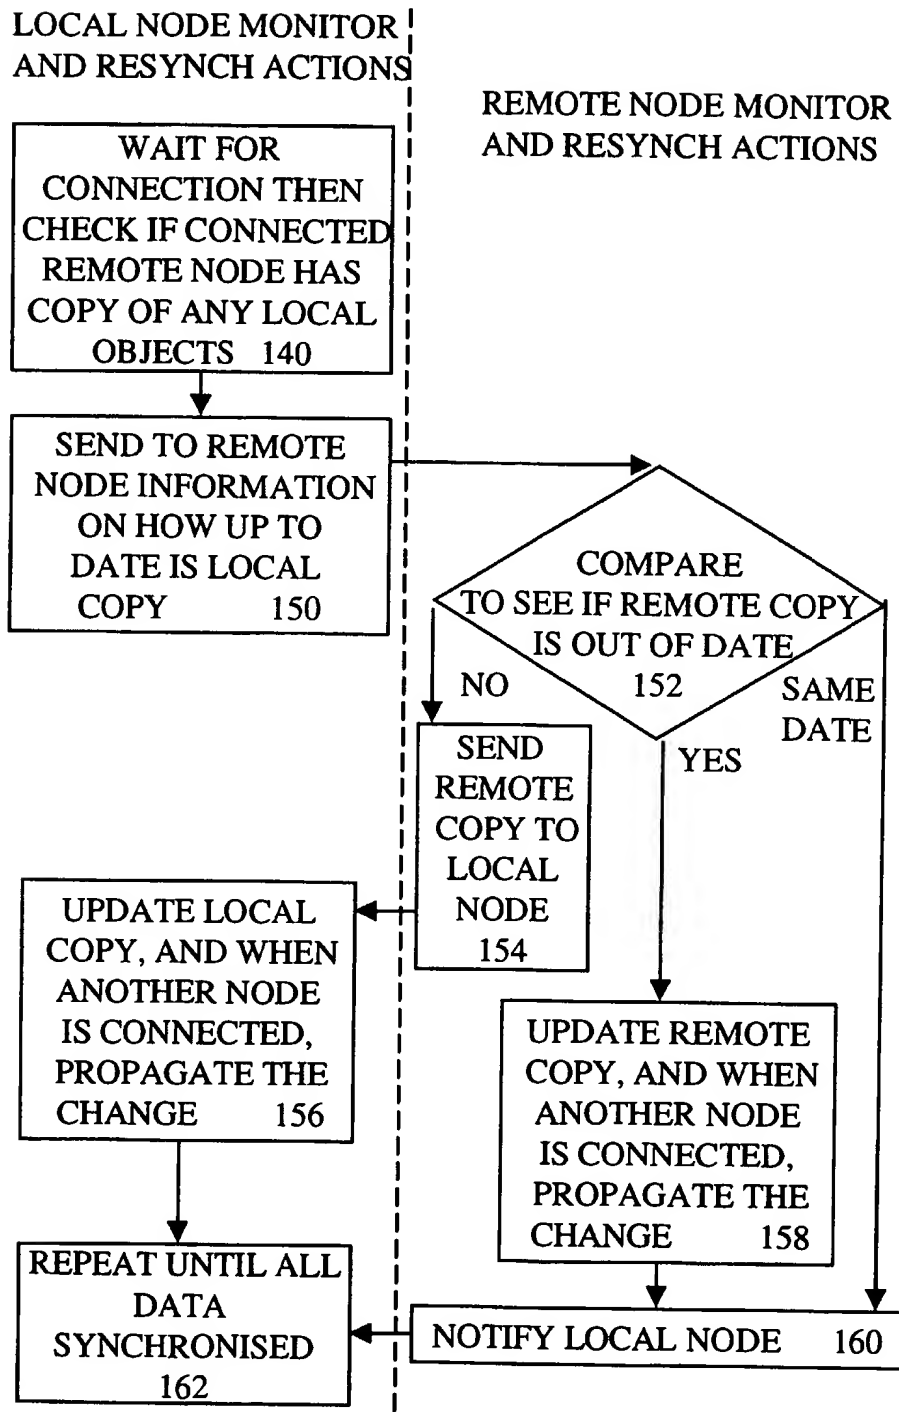 LOCAL NODE MONITOR
AND RESYNCH ACTIONS
REMOTE NODE MONITOR
AND RESYNCH ACTIONS
WAIT FOR
CONNECTION THEN
CHECK IF CONNECTED
REMOTE NODE HAS
COPY OF ANY LOCAL
OBJECTS 140
SEND TO REMOTE
NODE INFORMATION
ON HOW UP TO
DATE IS LOCAL
COPY 150
COMPARE
TO SEE IF REMOTE COPY
IS OUT OF DATE
152
NO
SAME
DATE
YES
SEND
REMOTE
COPY TO
LOCAL
NODE
154
UPDATE LOCAL
COPY, AND WHEN
ANOTHER NODE
IS CONNECTED,
PROPAGATE THE
CHANGE 156
UPDATE REMOTE
COPY, AND WHEN
ANOTHER NODE
IS CONNECTED,
PROPAGATE THE
CHANGE 158
REPEAT UNTIL ALL
DATA
SYNCHRONISED
162
NOTIFY LOCAL NODE 160